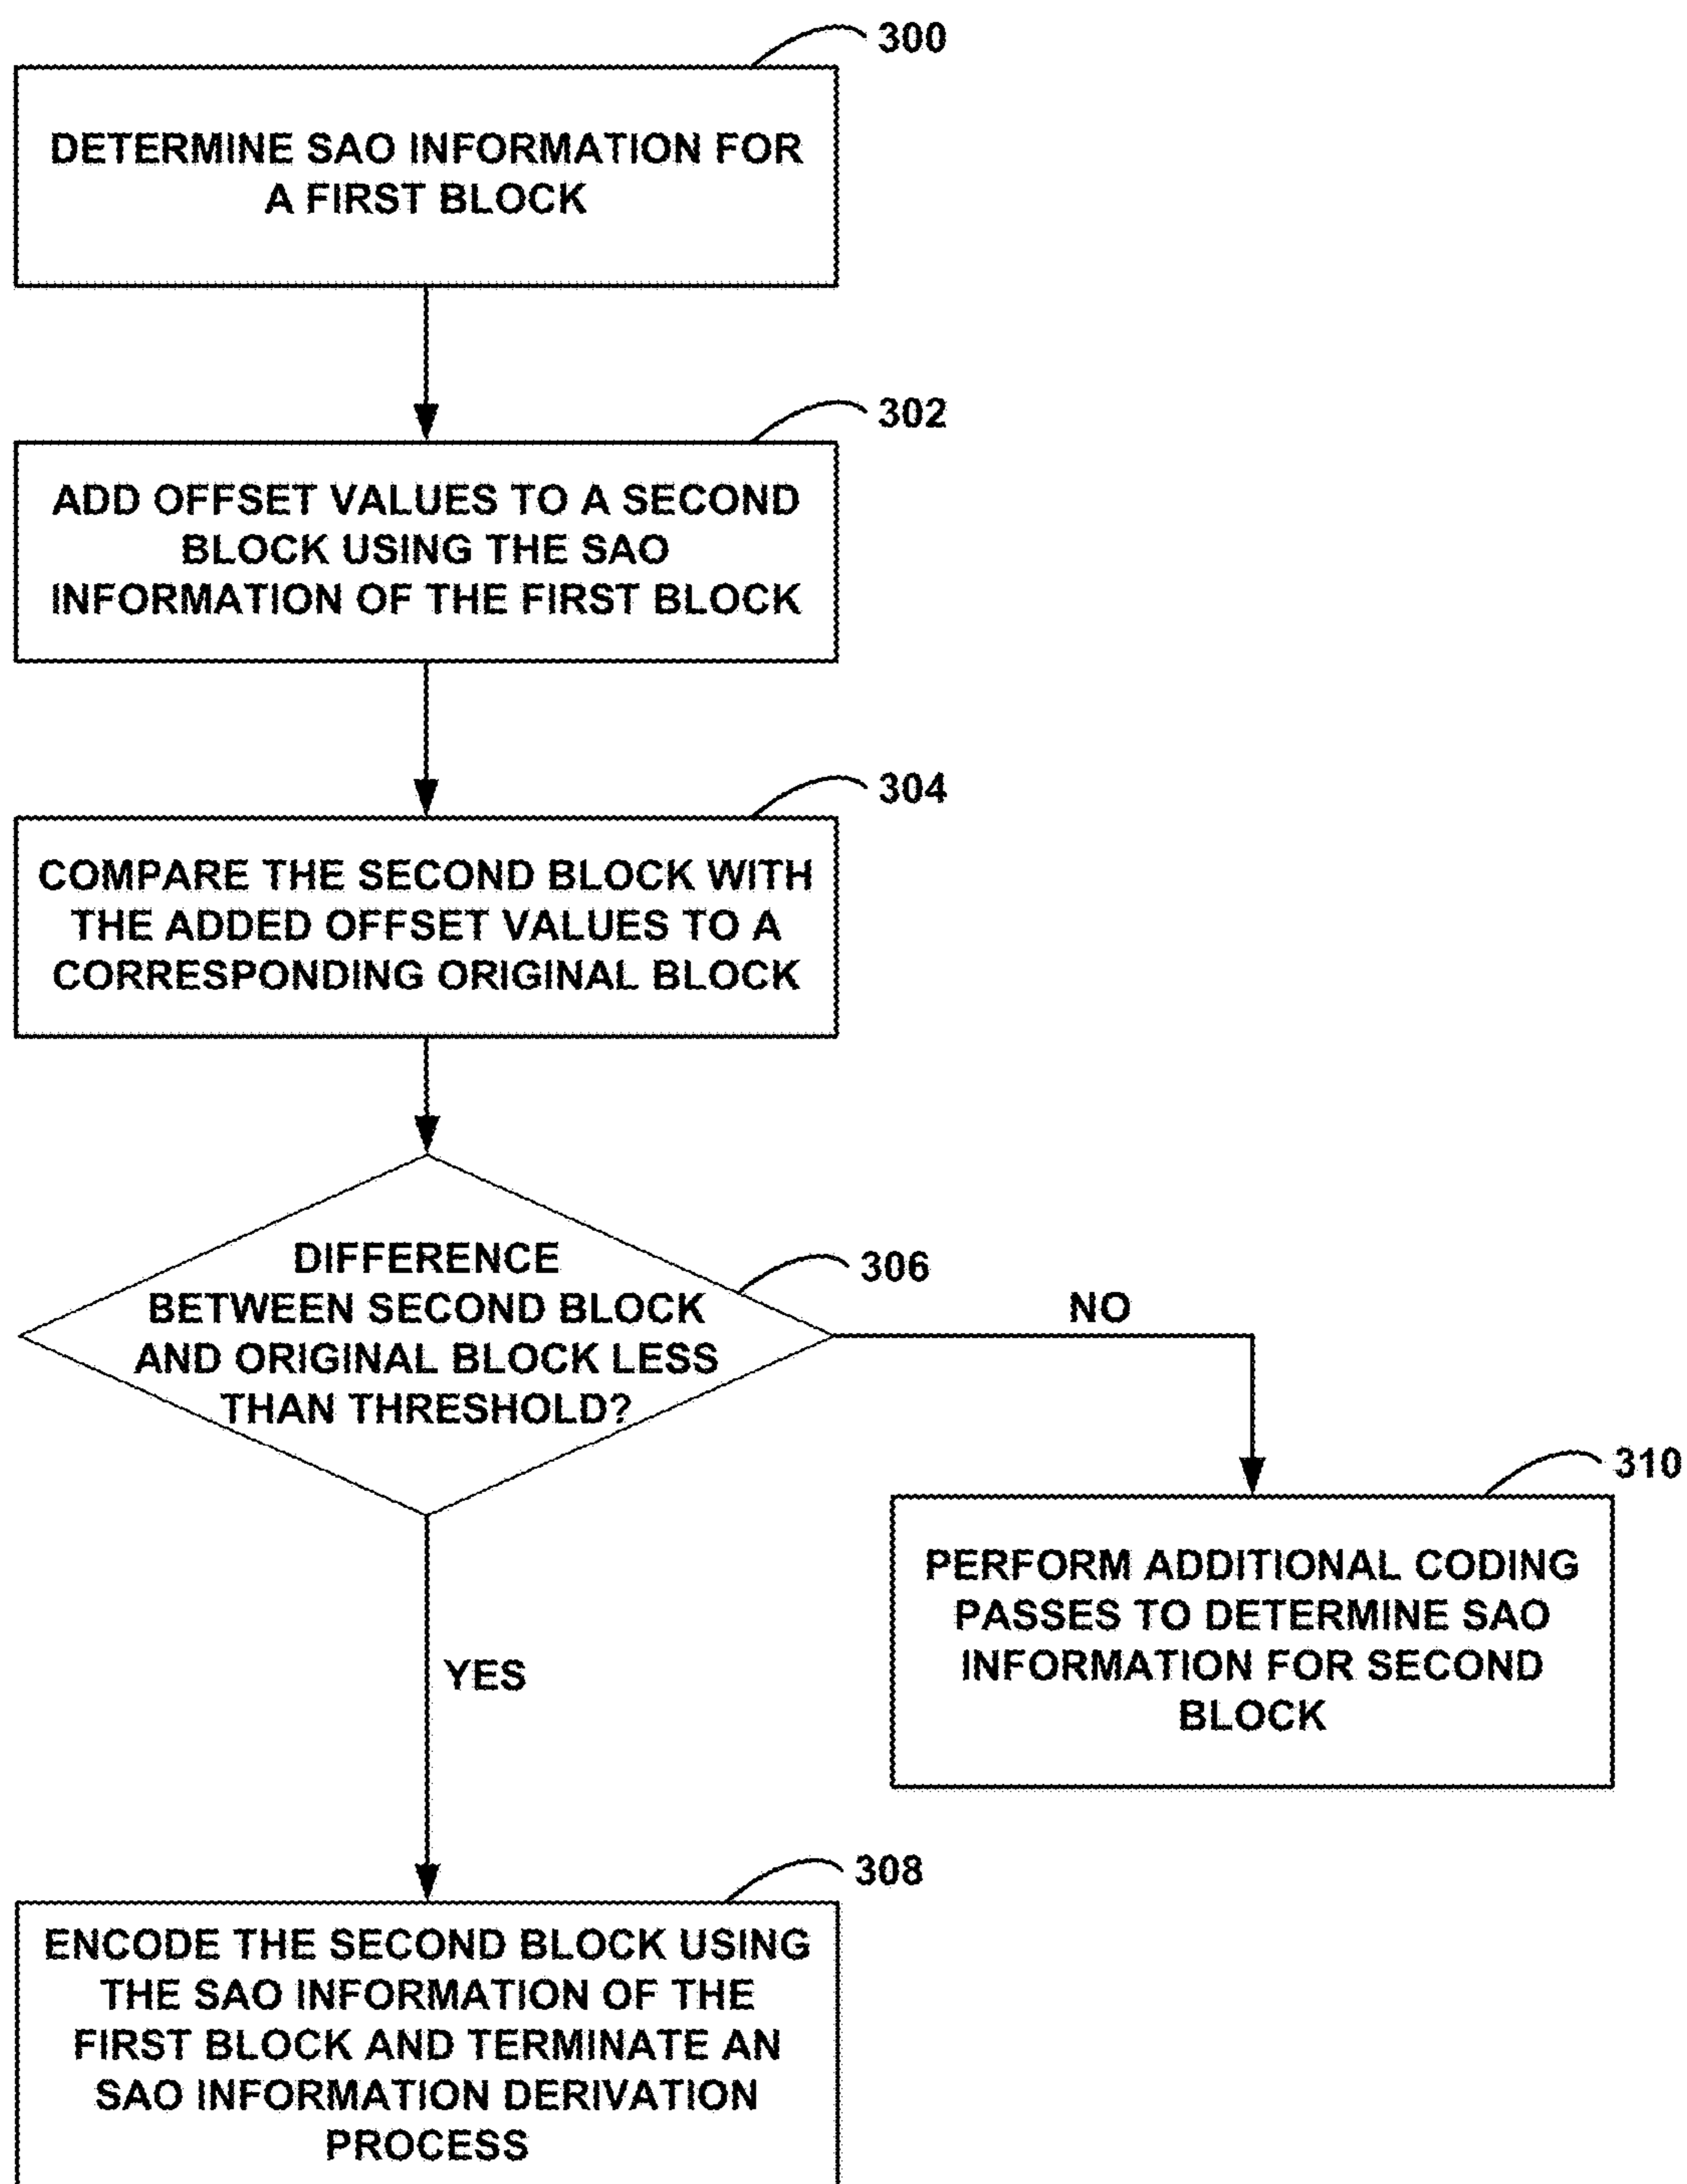 300
DETERMINE SAO INFORMATION FOR
A FIRST BLOCK
302
ADD OFFSET VALUES TO A SECOND
BLOCK USING THE SAO
INFORMATION OF THE FIRST BLOCK
304
COMPARE THE SECOND BLOCK WITH
THE ADDED OFFSET VALUES TO A
CORRESPONDING ORIGINAL BLOCK
306
DIFFERENCE
BETWEEN SECOND BLOCK
AND ORIGINAL BLOCK LESS
THAN THRESHOLD?
NO
310
PERFORM ADDITIONAL CODING
PASSES TO DETERMINE SAO
INFORMATION FOR SECOND
BLOCK
YES
308
ENCODE THE SECOND BLOCK USING
THE SAO INFORMATION OF THE
FIRST BLOCK AND TERMINATE AN
SAO INFORMATION DERIVATION
PROCESS